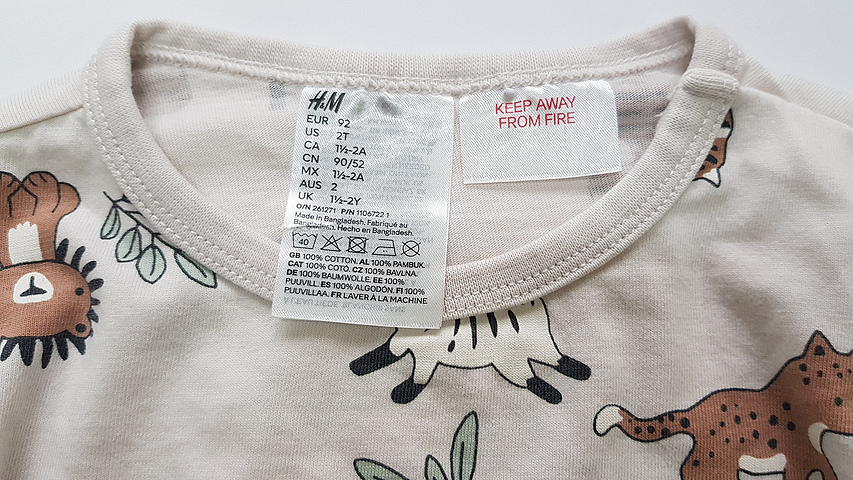 H&M
EUR 92
US 2T
CA 1½-2A
CN 90/52
MX 1½-2A
AUS 2
UK 1½-2Y
O/N 261271 P/N 1106722 1
Made in Bangladesh. Fabriqué au
Bangladesh. Hecho en Bangladesh.
40
GB 100% COTTON. AL 100% PAMBUK.
CAT 100% COTÓ. CZ 100% BAVLNA.
DE 100% BAUMWOLLE. EE 100%
PUUVILL. ES 100% ALGODÓN. FI 100%
PUUVILLAA. FR LAVER À LA MACHINE
KEEP AWAY
FROM FIRE